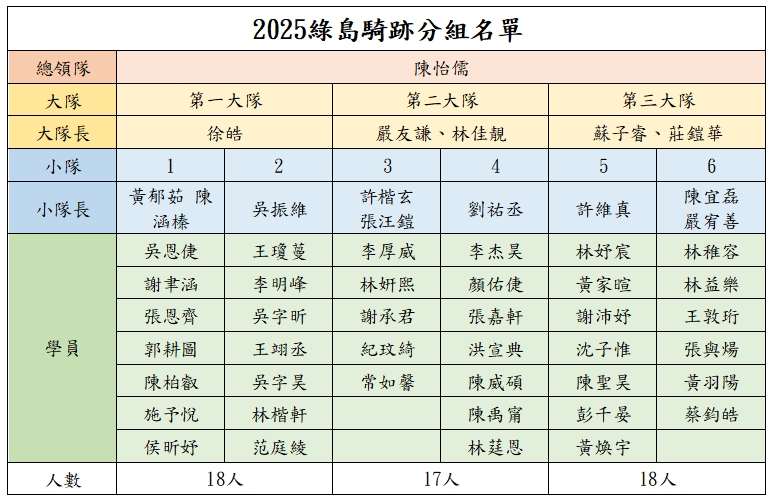 2025綠島騎跡分組名單
總領隊 陳怡儒
大隊 第一大隊 第二大隊 第三大隊
大隊長 徐皓 嚴友謙、林佳靚 蘇子睿、莊鎧華
小隊 1 2 3 4 5 6
小隊長 黃郁茹 陳涵榛 吳振維 許楷玄 張汪鎧 劉祐丞 許維真 陳宜磊 嚴宥善
學員
吳恩倢 王瓊蔓 李厚威 李杰昊 林妤宸 林稚容
謝聿涵 李明峰 林妍熙 顏佑倢 黃家暄 林益樂
張恩齊 吳字昕 謝承君 張嘉軒 謝沛妤 王敦珩
郭耕圖 王翊丞 紀玟綺 洪宣典 沈子惟 張與煬
陳柏叡 吳字昊 常如馨 陳威碩 陳聖昊 黃羽陽
施予悅 林楷軒 陳禹甯 彭千晏 蔡鈞皓
侯昕妤 范庭綾 林莛恩 黃煥宇
人數 18人 17人 18人